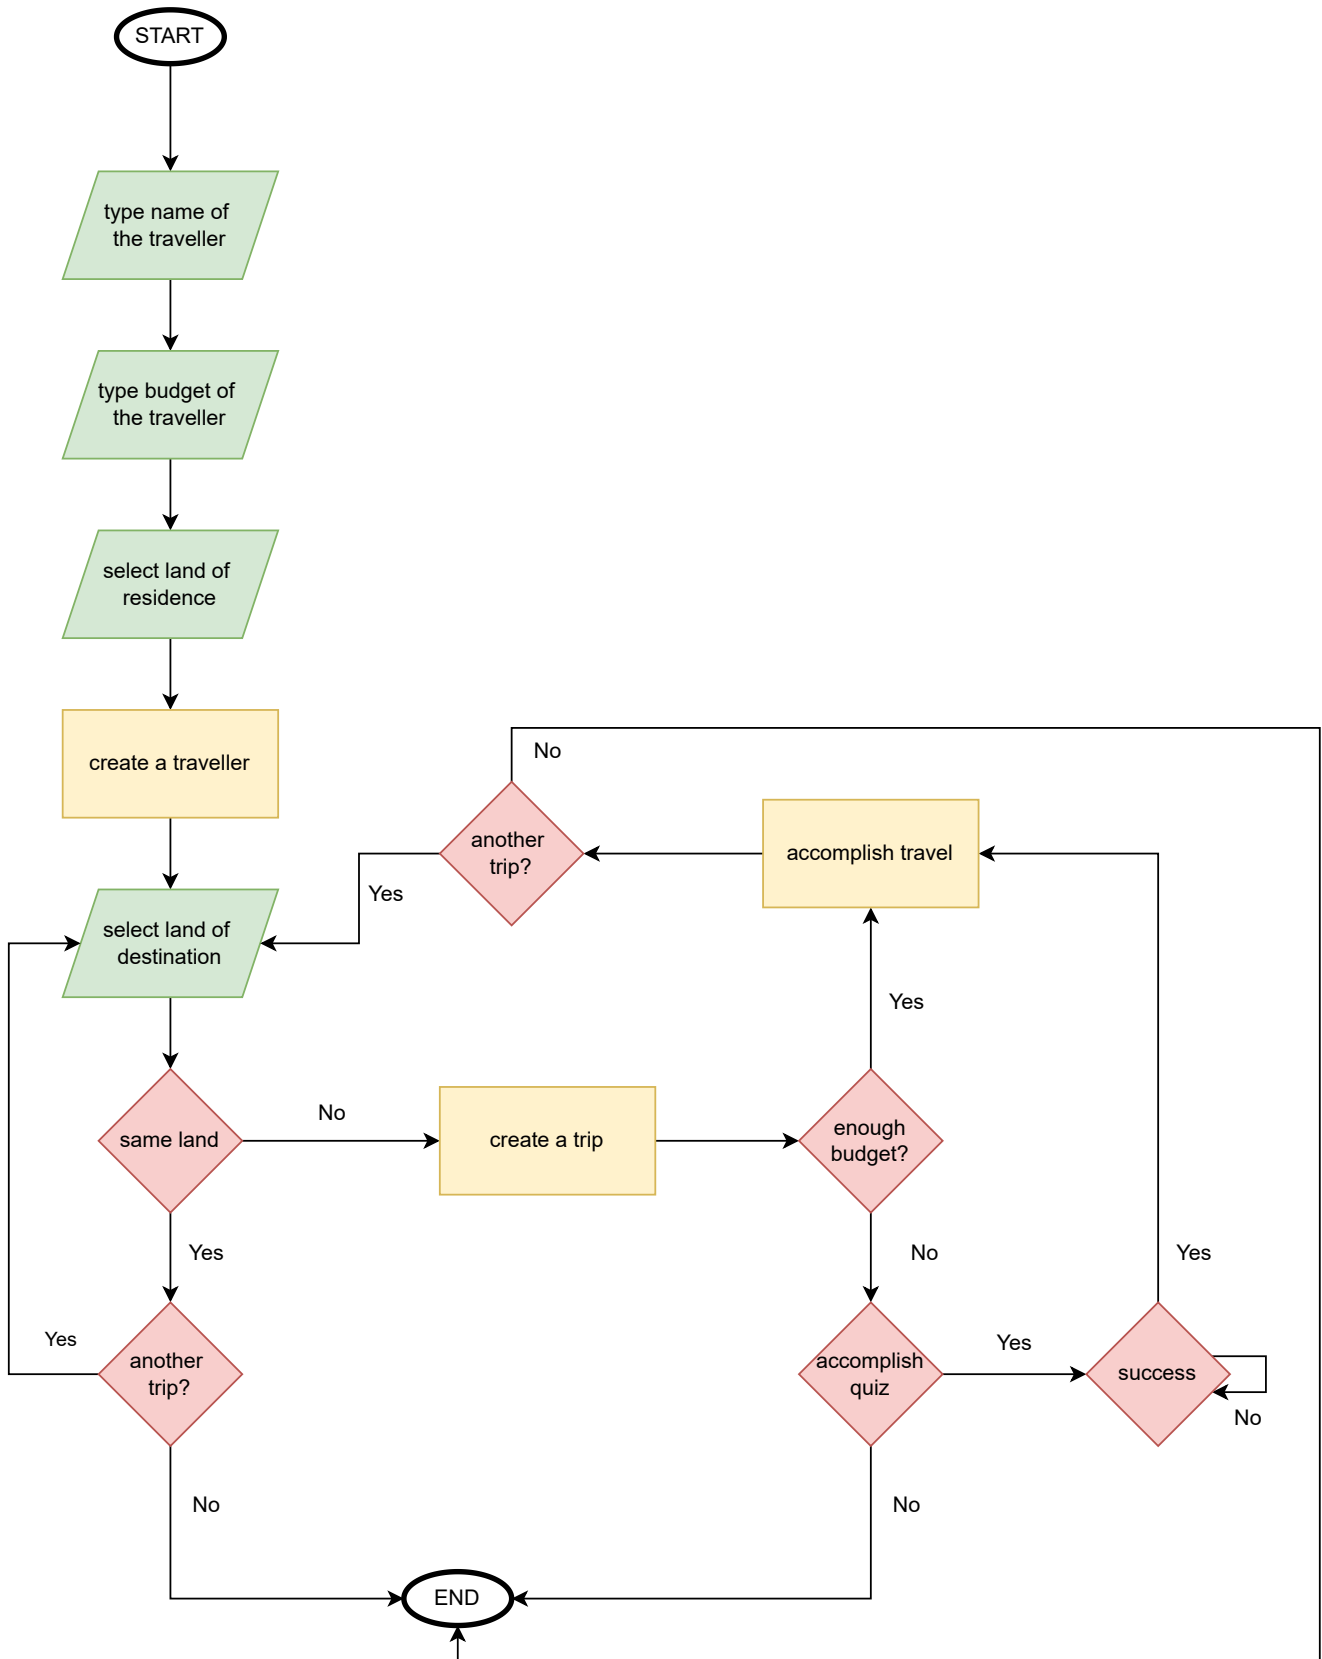 START
type name of
the traveller
type budget of
the traveller
select land of
residence
create a traveller
No
another
trip?
accomplish travel
Yes
select land of
destination
Yes
No
same land
create a trip
enough
budget?
Yes
No
Yes
Yes
another
trip?
accomplish
quiz
Yes
success
No
No
No
END